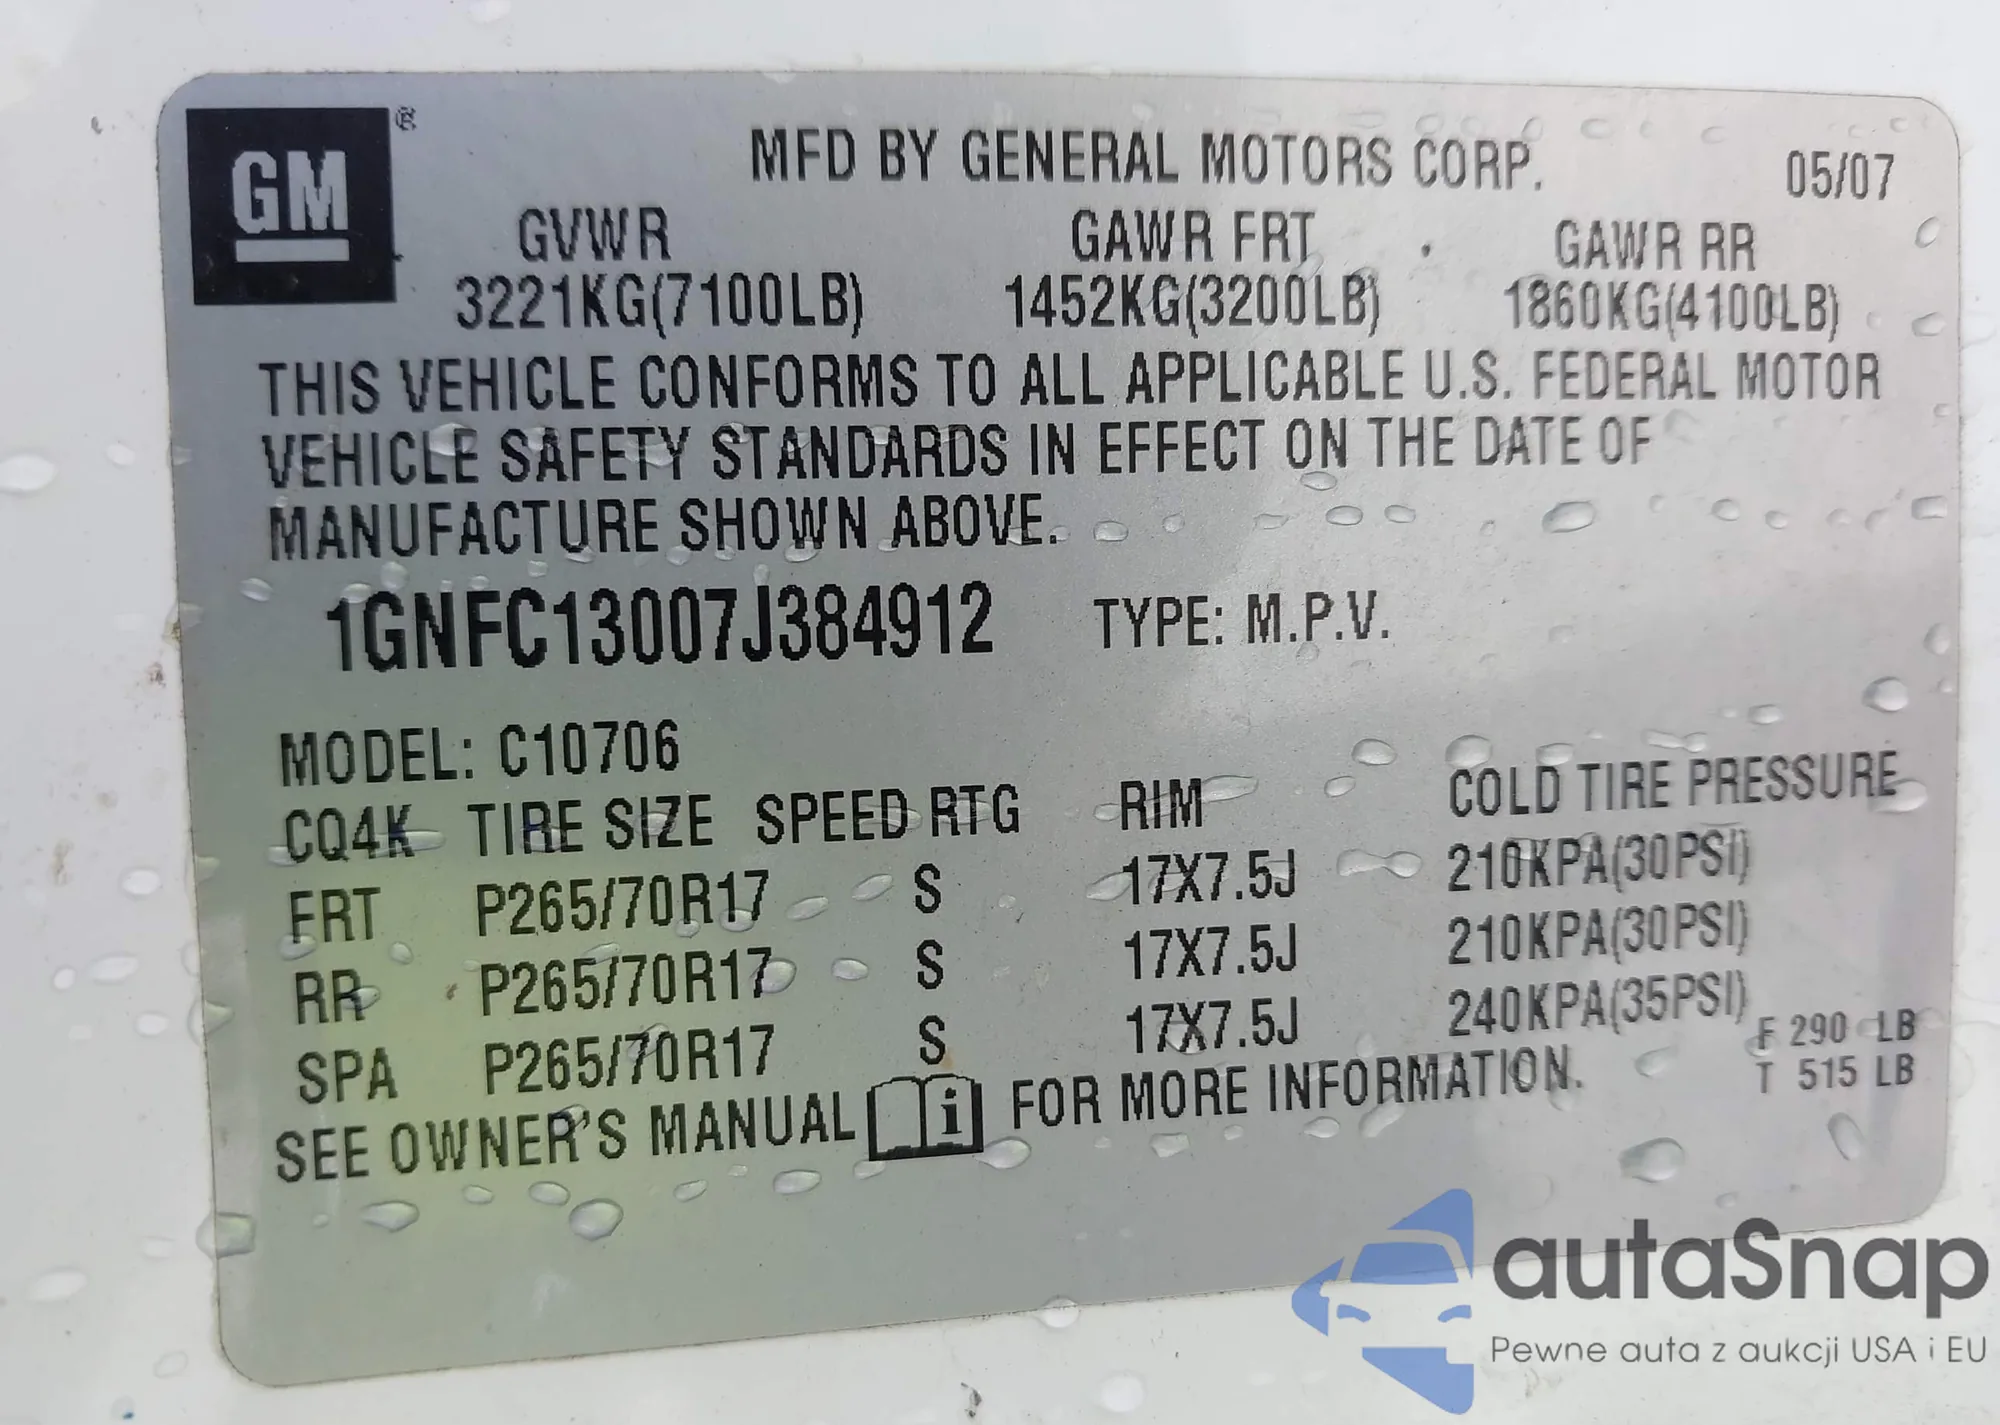 GM ®
MFD BY GENERAL MOTORS CORP. 05/07
GVWR GAWR FRT GAWR RR
3221KG(7100LB) 1452KG(3200LB) 1860KG(4100LB)
THIS VEHICLE CONFORMS TO ALL APPLICABLE U.S. FEDERAL MOTOR
VEHICLE SAFETY STANDARDS IN EFFECT ON THE DATE OF
MANUFACTURE SHOWN ABOVE.
1GNFC13007J384912 TYPE: M.P.V.
MODEL: C10706
CQ4K TIRE SIZE SPEED RTG RIM COLD TIRE PRESSURE
FRT P265/70R17 S 17X7.5J 210KPA(30PSI)
RR P265/70R17 S 17X7.5J 210KPA(30PSI)
SPA P265/70R17 S 17X7.5J 240KPA(35PSI)
F 290 LB
T 515 LB
SEE OWNER'S MANUAL i FOR MORE INFORMATION.
autaSnap
Pewne auta z aukcji USA i EU